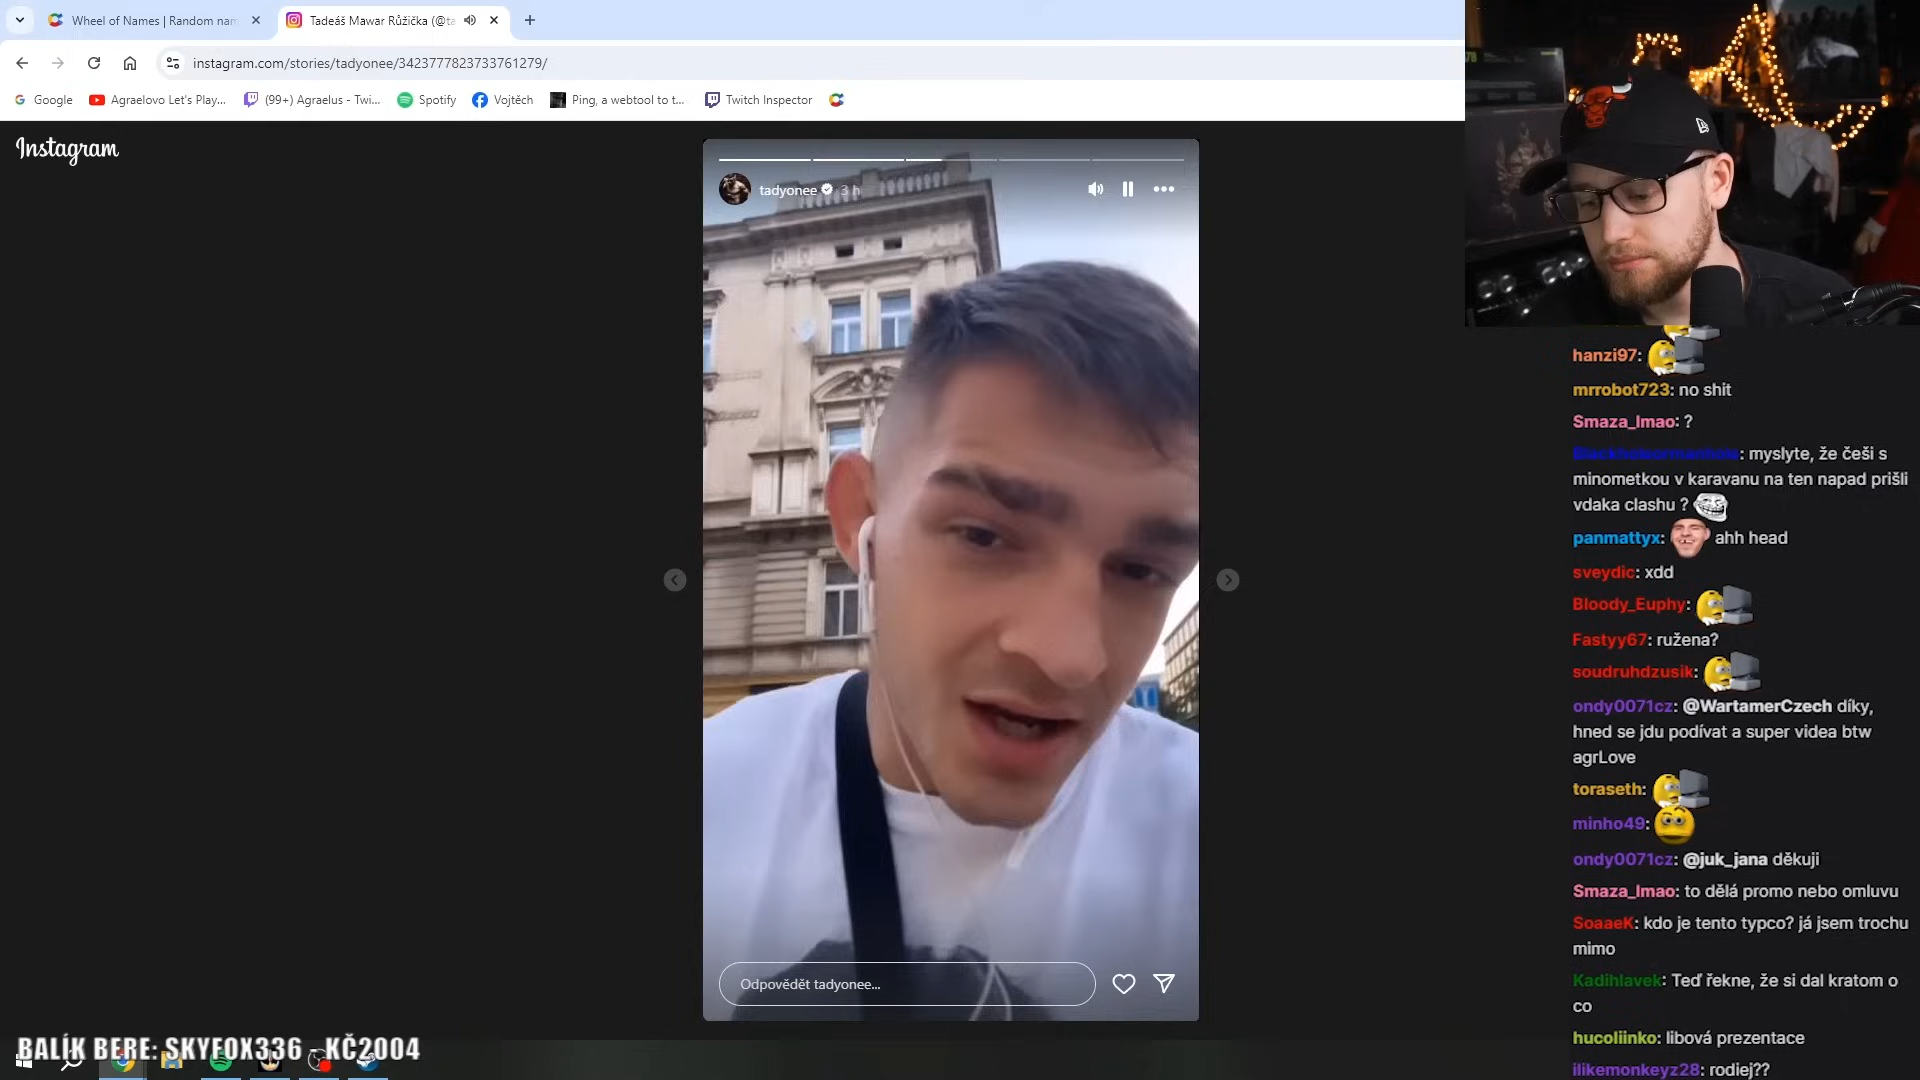 Wheel of Names | Random nam
Tadeáš Mawar Růžička (@ta
instagram.com/stories/tadyonee/3423777823733761279/
Google
Agraelovo Let's Play...
(99+) Agraelus - Twi...
Spotify
Vojtěch
Ping, a webtool to t...
Twitch Inspector
Instagram
tadyonee 3 h
Odpovědět tadyonee...
BALÍK BERE: SKYFOX336 - KČ2004
hanzi97:
mrrobot723: no shit
Smaza_lmao: ?
: myslyte, že češi s
minometkou v karavanu na ten napad prišli
vdaka clashu ?
panmattyx: ahh head
sveydic: xdd
Bloody_Euphy:
Fastyy67: ružena?
soudruhdzusik:
ondy0071cz: @WartamerCzech díky,
hned se jdu podívat a super videa btw
agrLove
toraseth:
minho49:
ondy0071cz: @juk_jana děkuji
Smaza_lmao: to dělá promo nebo omluvu
SoaaeK: kdo je tento typco? já jsem trochu
mimo
Kadihlavek: Teď řekne, že si dal kratom o
co
hucoliinko: libová prezentace
ilikemonkeyz28: rodiej??